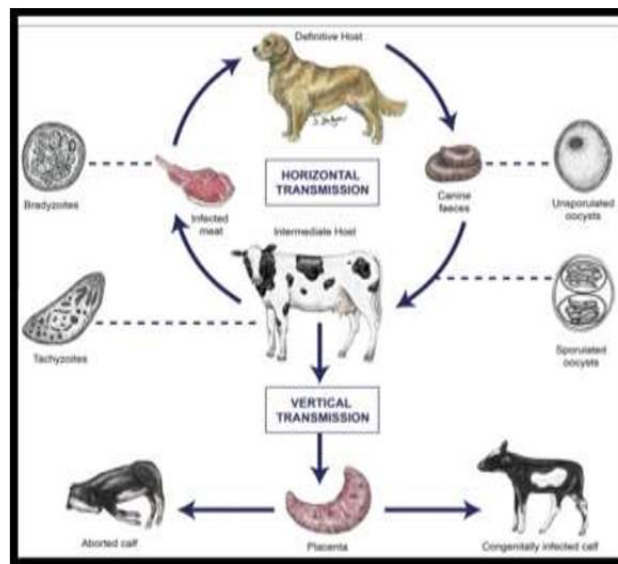 Definitive Host
HORIZONTAL
TRANSMISSION
Bradyzoites
Infected
meat
Canine
faeces
Unsporulated
oocysts
Intermediate Host
Tachyzoites
Sporulated
oocysts
VERTICAL
TRANSMISSION
Aborted calf
Placenta
Congenitally infected calf